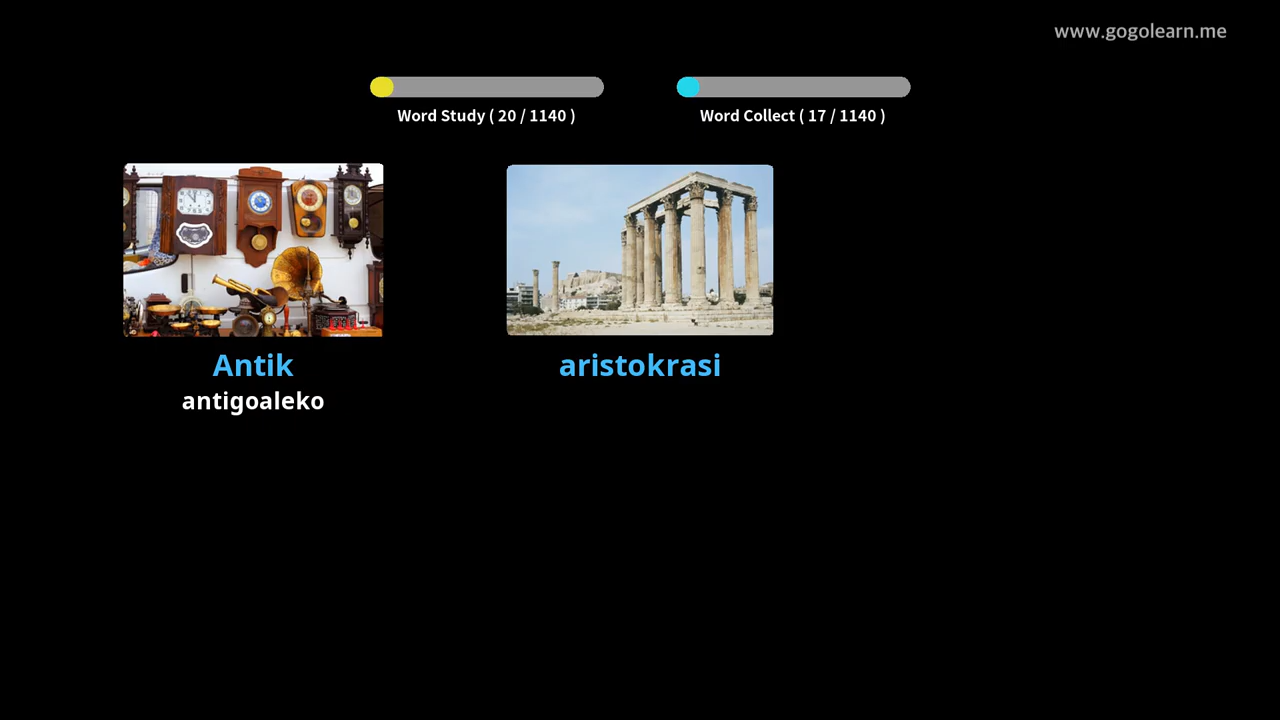 www.gogolearn.me
Word Study ( 20 / 1140 )
Word Collect ( 17 / 1140 )
Antik
antigoaleko
aristokrasi